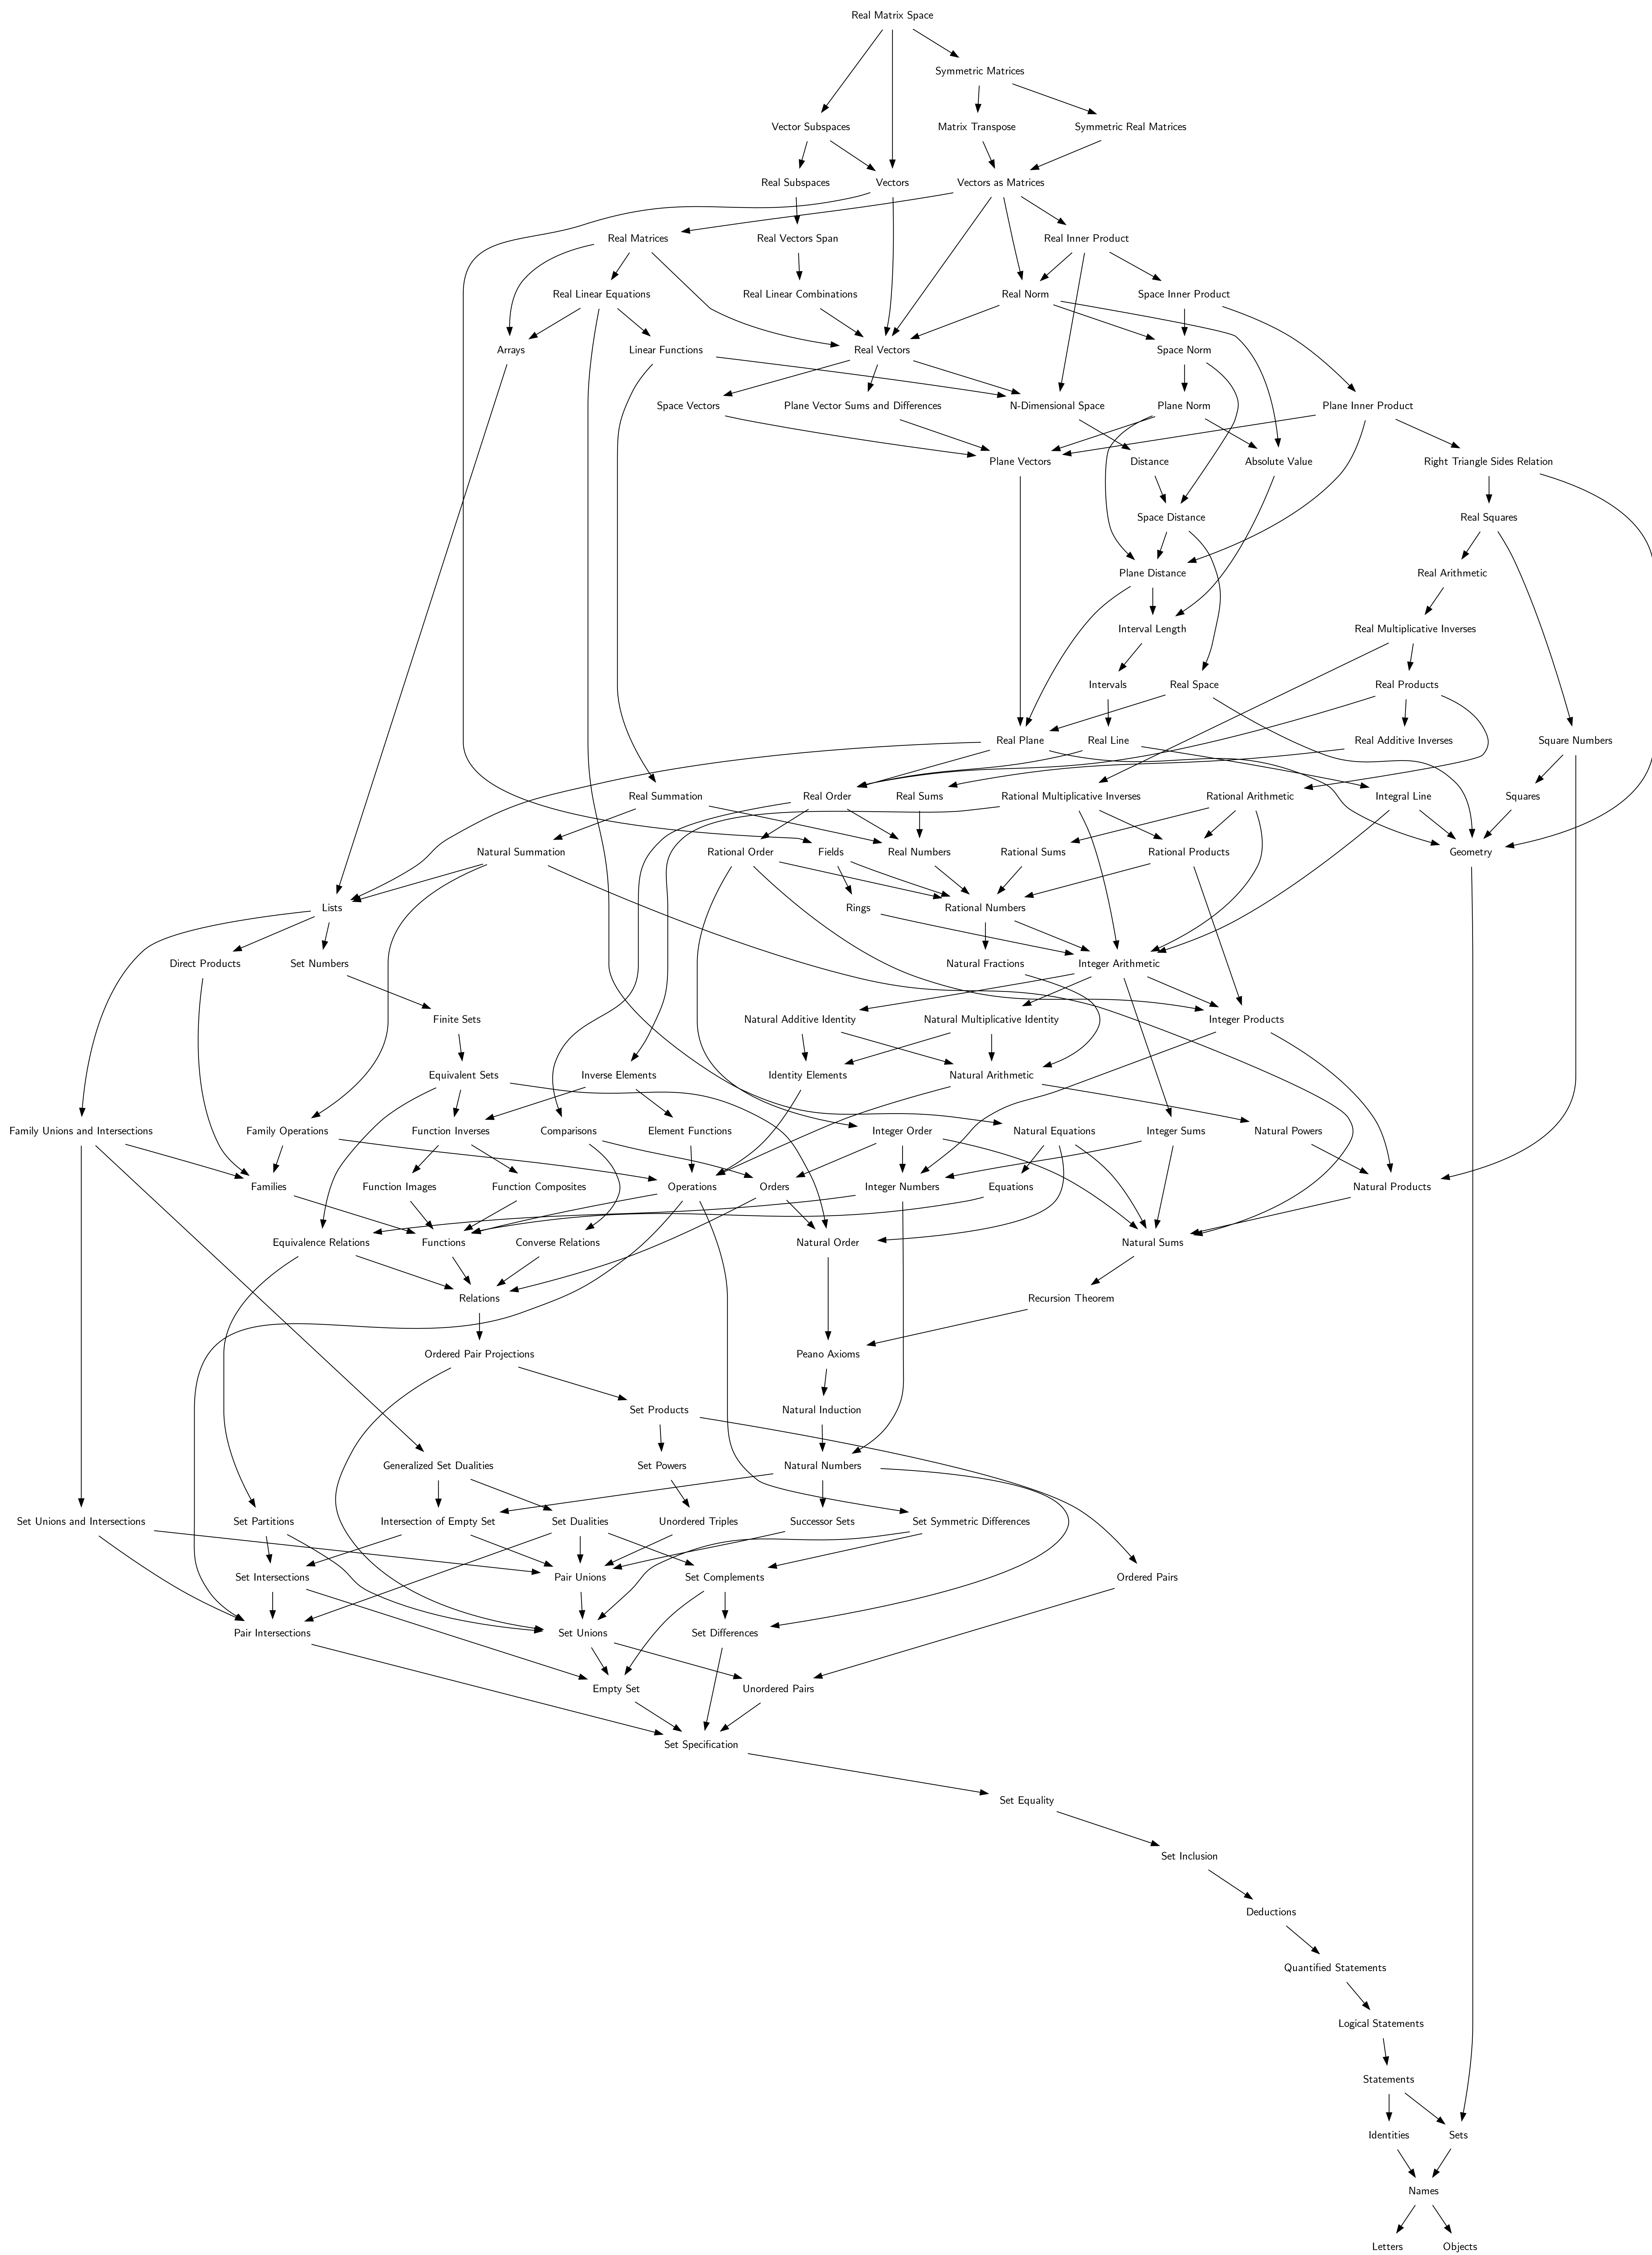 Real Matrix Space
Symmetric Matrices
Vector Subspaces
Matrix Transpose
Symmetric Real Matrices
Real Subspaces
Vectors
Vectors as Matrices
Real Matrices
Real Vectors Span
Real Inner Product
Real Linear Equations
Real Linear Combinations
Real Norm
Space Inner Product
Arrays
Linear Functions
Real Vectors
Space Norm
Space Vectors
Plane Vector Sums and Differences
N-Dimensional Space
Plane Norm
Plane Inner Product
Plane Vectors
Distance
Absolute Value
Right Triangle Sides Relation
Space Distance
Real Squares
Plane Distance
Real Arithmetic
Interval Length
Real Multiplicative Inverses
Intervals
Real Space
Real Products
Real Plane
Real Line
Real Additive Inverses
Square Numbers
Real Summation
Real Order
Real Sums
Rational Multiplicative Inverses
Rational Arithmetic
Integral Line
Squares
Natural Summation
Rational Order
Fields
Real Numbers
Rational Sums
Rational Products
Geometry
Lists
Rings
Rational Numbers
Direct Products
Set Numbers
Natural Fractions
Integer Arithmetic
Finite Sets
Natural Additive Identity
Natural Multiplicative Identity
Integer Products
Equivalent Sets
Inverse Elements
Identity Elements
Natural Arithmetic
Family Unions and Intersections
Family Operations
Function Inverses
Comparisons
Element Functions
Integer Order
Natural Equations
Integer Sums
Natural Powers
Families
Function Images
Function Composites
Operations
Orders
Integer Numbers
Equations
Natural Products
Equivalence Relations
Functions
Converse Relations
Natural Order
Natural Sums
Relations
Recursion Theorem
Ordered Pair Projections
Peano Axioms
Set Products
Natural Induction
Generalized Set Dualities
Set Powers
Natural Numbers
Set Unions and Intersections
Set Partitions
Intersection of Empty Set
Set Dualities
Unordered Triples
Successor Sets
Set Symmetric Differences
Set Intersections
Pair Unions
Set Complements
Ordered Pairs
Pair Intersections
Set Unions
Set Differences
Empty Set
Unordered Pairs
Set Specification
Set Equality
Set Inclusion
Deductions
Quantified Statements
Logical Statements
Statements
Identities
Sets
Names
Letters
Objects